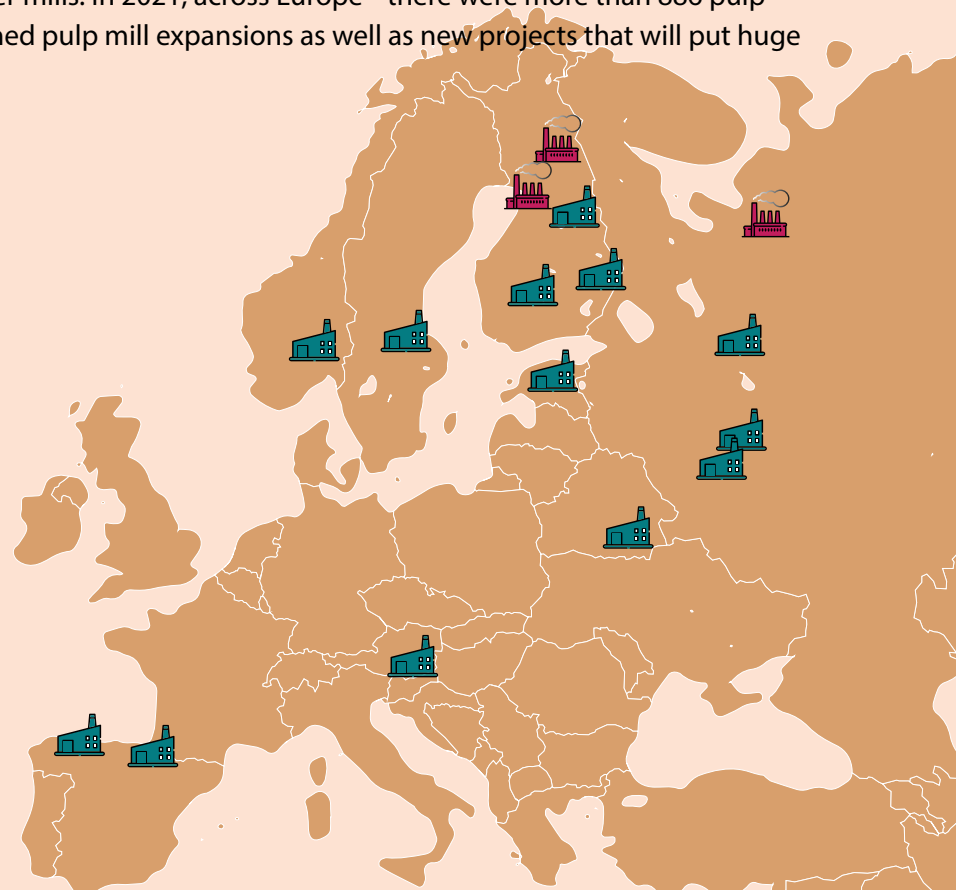 er mills. In 2021, across Europe there were more than pulp
ned pulp mill expansions as well as new projects that will put huge